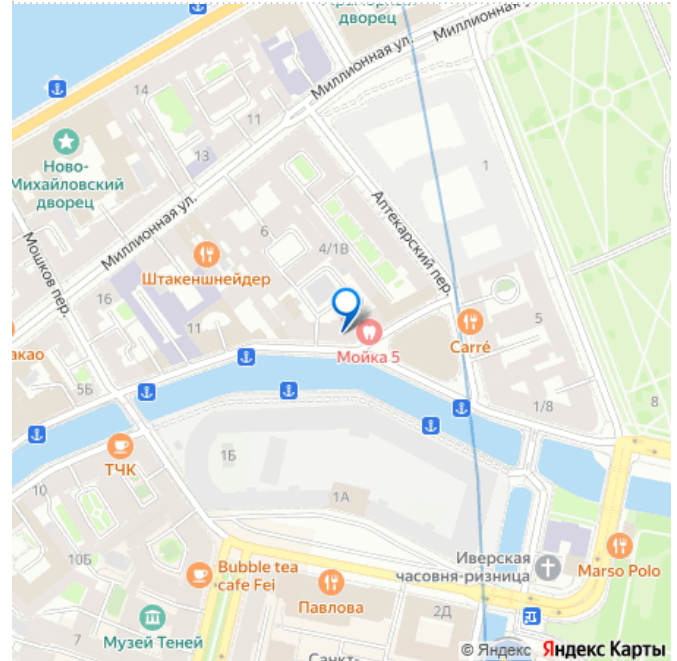 дворец
Миллионная
Миллионная ул.
14
11
1
13
Ново-
Михайловский
дворец
Миллионная ул.
Аптекарский пер.
6
4/1В
Мошков пер.
Штакеншнейдер
16
11
5
Мойка 5
Carré
акао
5Б
1/8
8
ТЧК
1Б
10
1А
10Б
Bubble tea
cafe Fei
Иверская
часовня-ризница
Marso Polo
Павлова
2Д
7
Музей Теней
Санкт-
© Яндекс Яндекс Карты